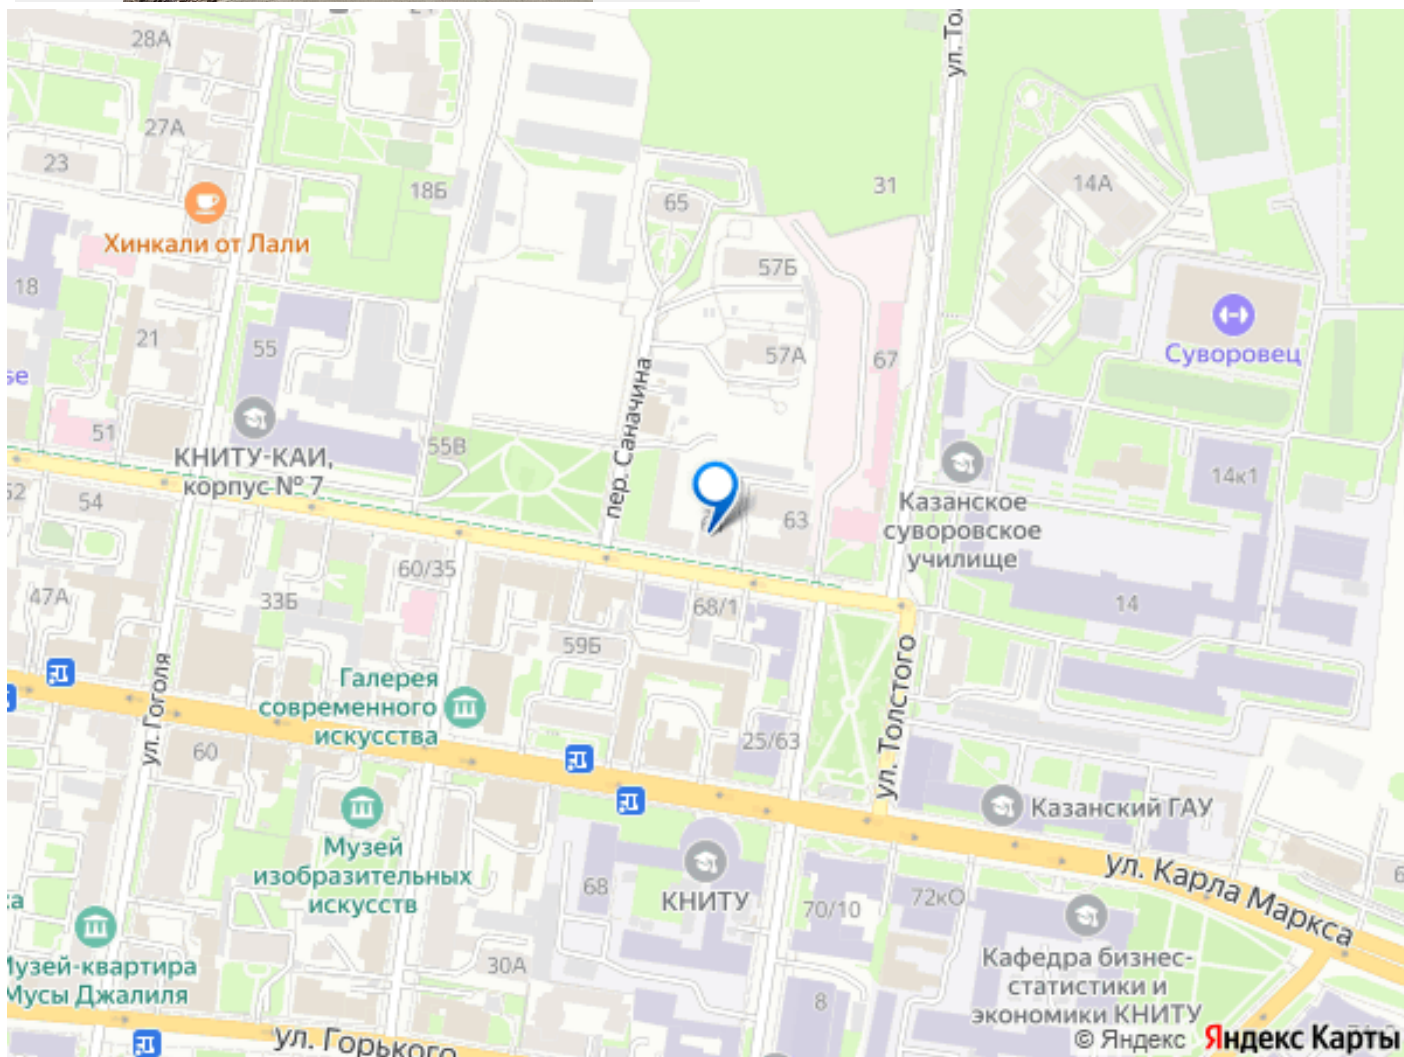 28А
ул. То
27А
23
18Б
31
14А
65
Хинкали от Лали
57Б
18
21
55
57А
67
Суворовец
se
пер. Саначина
51
КНИТУ-КАИ,
корпус № 7
55В
54
63
14к1
Казанское
суворовское
училище
60/35
47А
33Б
68/1
14
59Б
ул. Гоголя
Галерея
современного
искусства
60
25/63
ул. Толстого
Казанский ГАУ
Музей
изобразительных
искусств
68
КНИТУ
70/10
72кО
ул. Карла Маркса
Музей-квартира
Мусы Джалиля
30А
8
Кафедра бизнес-
статистики и
экономики КНИТУ
ул. Горького
© Яндекс Яндекс Карты